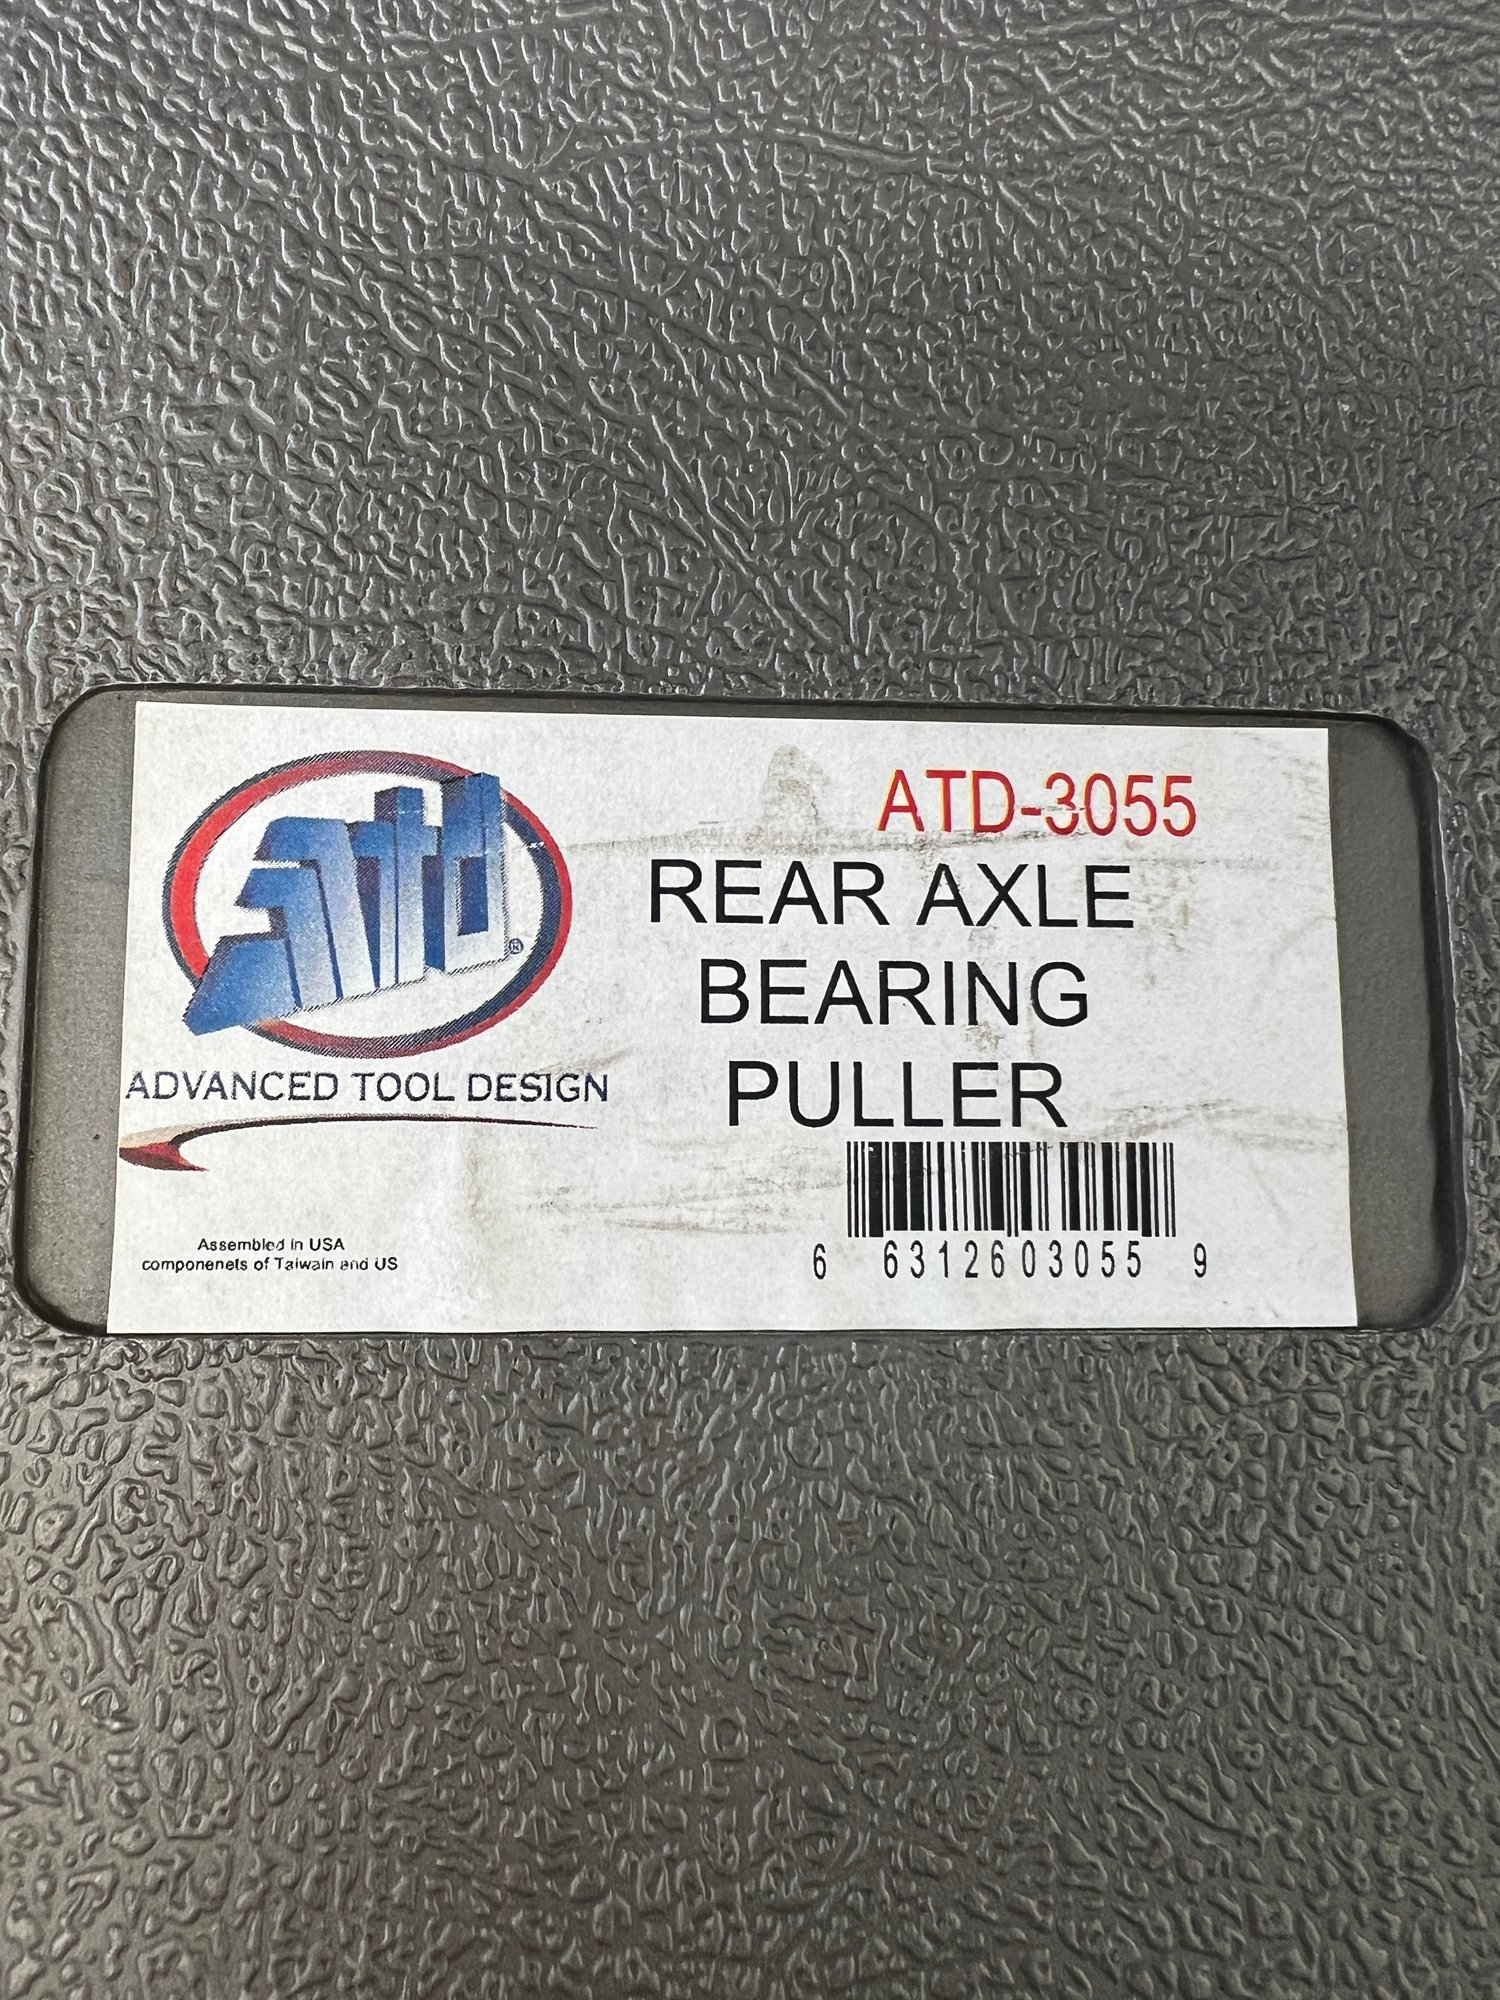 ATD®
ADVANCED TOOL DESIGN
Assembled in USA
componenets of Taiwain and US
ATD-3055
REAR AXLE
BEARING
PULLER
6 6312603055 9